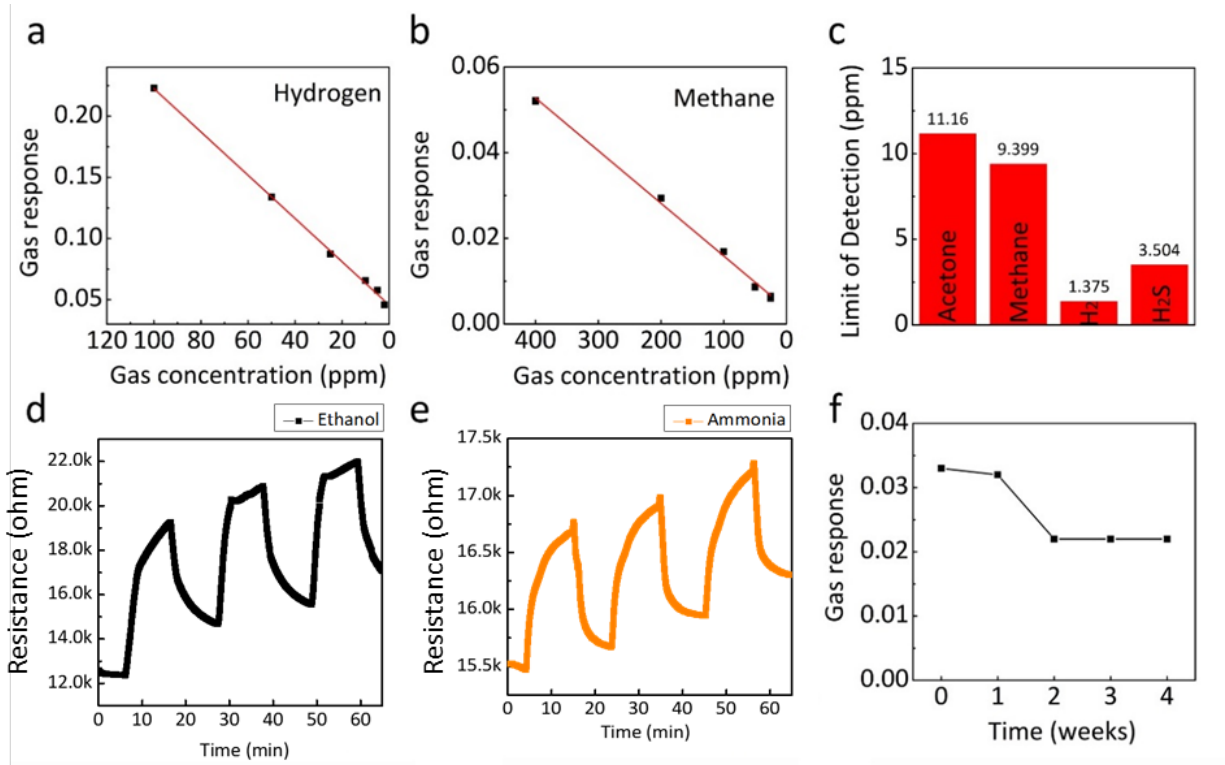 a
Hydrogen
Gas response
0.20
0.15
0.10
0.05
120 100 80 60 40 20 0
Gas concentration (ppm)
b
Methane
Gas response
0.06
0.04
0.02
0.00
400 300 200 100 0
Gas concentration (ppm)
c
Limit of Detection (ppm)
15
10
5
0
11.16
9.399
1.375
3.504
Acetone
Methane
H2
H2S
d
Ethanol
Resistance (ohm)
22.0k
20.0k
18.0k
16.0k
14.0k
12.0k
0 10 20 30 40 50 60
Time (min)
e
Ammonia
Resistance (ohm)
17.5k
17.0k
16.5k
16.0k
15.5k
0 10 20 30 40 50 60
Time (min)
f
Gas response
0.04
0.03
0.02
0.01
0.00
0 1 2 3 4
Time (weeks)